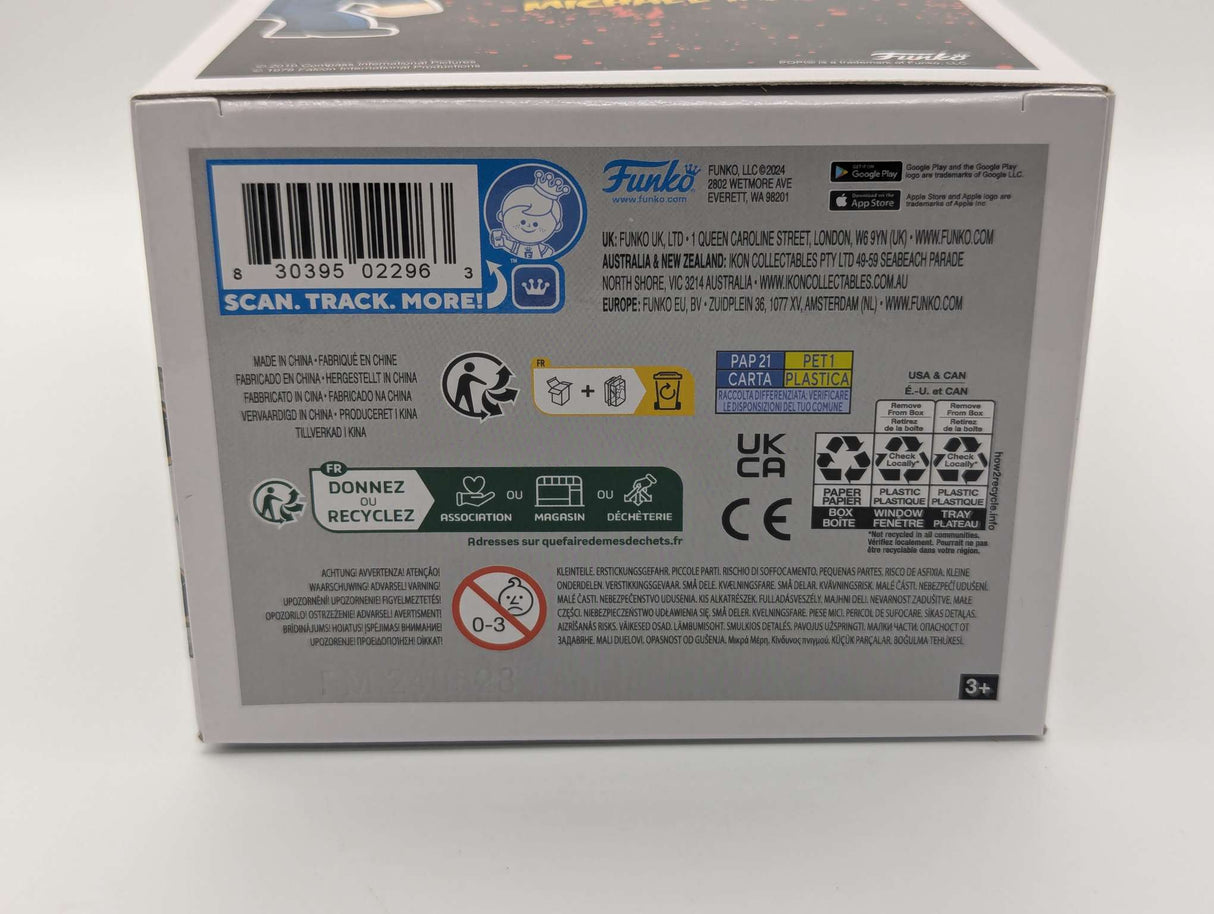 MICHAEL
Funko
© 1978 Falcon International Productions
8 30395 02296 3
SCAN. TRACK. MORE!
Funko
www.funko.com
FUNKO, LLC ©2024
2802 WETMORE AVE
EVERETT, WA 98201
GET IT ON
Google Play
Google Play and the Google Play
logo are trademarks of Google LLC.
Download on the
App Store
Apple Store and Apple logo are
trademarks of Apple Inc
UK: FUNKO UK, LTD • 1 QUEEN CAROLINE STREET, LONDON, W6 9YN (UK) • WWW.FUNKO.COM
AUSTRALIA & NEW ZEALAND: IKON COLLECTABLES PTY LTD 49-59 SEABEACH PARADE
NORTH SHORE, VIC 3214 AUSTRALIA • WWW.IKONCOLLECTABLES.COM.AU
EUROPE: FUNKO EU, BV • ZUIDPLEIN 36, 1077 XV, AMSTERDAM (NL) • WWW.FUNKO.COM
MADE IN CHINA • FABRIQUÉ EN CHINE
FABRICADO EN CHINA • HERGESTELLT IN CHINA
FABBRICATO IN CINA • FABRICADO NA CHINA
VERVAARDIGD IN CHINA • PRODUCERET I KINA
TILLVERKAD I KINA
FR
PAP 21
PET1
CARTA
PLASTICA
RACCOLTA DIFFERENZIATA: VERIFICARE
LE DISPOSIZIONI DEL TUO COMUNE
USA & CAN
É.-U. et CAN
Remove
From Box
Retirez
de la boîte
Remove
From Box
Retirez
de la boîte
Check
Locally*
Check
Locally*
PAPER
PAPIER
PLASTIC
PLASTIQUE
PLASTIC
PLASTIQUE
BOX
BOÎTE
WINDOW
FENÊTRE
TRAY
PLATEAU
how2recycle.info
*Not recycled in all communities.
Vérifiez localement. Pourrait ne pas
être recyclable dans votre région.
UK
CA
CE
FR
DONNEZ
OU
RECYCLEZ
ASSOCIATION
OU
MAGASIN
OU
DÉCHÈTERIE
Adresses sur quefairedemesdechets.fr
ACHTUNG! AVVERTENZA! ATENÇÃO!
WAARSCHUWING! ADVARSEL! VARNING!
UPOZORNĚNÍ! UPOZORNENIE! FIGYELMEZTETÉS!
OPOZORILO! OSTRZEŻENIE! ADVARSEL! AVERTISMENT!
BRĪDINĀJUMS! HOIATUS! ĮSPĖJIMAS! ВНИМАНИЕ!
UPOZORENJE! ΠΡΟΕΙΔΟΠΟΙΗΣΗ! DİKKAT!
0-3
KLEINTEILE. ERSTICKUNGSGEFAHR. PICCOLE PARTI. RISCHIO DI SOFFOCAMENTO. PEQUENAS PARTES. RISCO DE ASFIXIA. KLEINE
ONDERDELEN. VERSTIKKINGSGEVAAR. SMÅ DELE. KVÆLNINGSFARE. SMÅ DELAR. KVÄVNINGSRISK. MALÉ ČÁSTI. NEBEZPEČÍ UDUŠENÍ.
MALÉ ČASTI. NEBEZPEČENSTVO UDUSENIA. KIS ALKATRÉSZEK. FULLADÁSVESZÉLY. MAJHNI DELI. NEVARNOST ZADUŠITVE. MAŁE
CZĘŚCI. NIEBEZPIECZEŃSTWO UDŁAWIENIA SIĘ. SMÅ DELER. KVELNINGSFARE. PIESE MICI. PERICOL DE SUFOCARE. SĪKAS DETAĻAS.
AIZRĪŠANĀS RISKS. VÄIKESED OSAD. LÄMBUMISOHT. SMULKIOS DETALĖS. PAVOJUS UŽSPRINGTI. МАЛКИ ЧАСТИ. ОПАСНОСТ ОТ
ЗАДАВЯНЕ. MALI DIJELOVI. OPASNOST OD GUŠENJA. Μικρά Μέρη. Κίνδυνος πνιγμού. KÜÇÜK PARÇALAR. BOĞULMA TEHLİKESİ.
3+